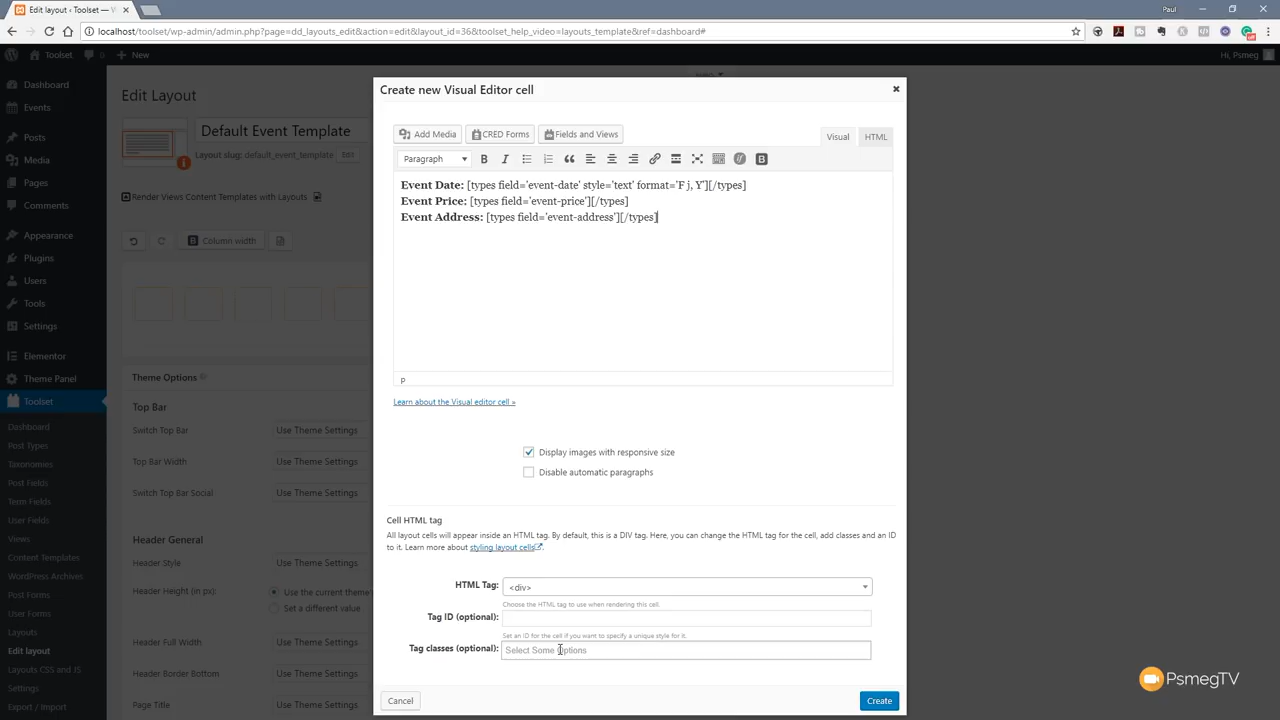 Edit layout ‹ Toolset — W
Paul
localhost/toolset/wp-admin/admin.php?page=dd_layouts_edit&action=edit&layout_id=36&toolset_help_video=layouts_template&ref=dashboard#
Toolset
0
New
Hi, Psmeg
Dashboard
Events
Posts
Media
Pages
Appearance
Plugins
Users
Tools
Settings
Elementor
Theme Panel
Toolset
Dashboard
Post Types
Taxonomies
Post Fields
Term Fields
User Fields
Views
Content Templates
WordPress Archives
Post Forms
User Forms
Layouts
Edit layout
Layouts CSS and JS
Settings
Export / Import
Edit Layout
Default Event Template
Layout slug: default_event_template
Edit
Render Views Content Templates with Layouts
Column width
Theme Options
Top Bar
Switch Top Bar
Use Theme Settings
Top Bar Width
Use Theme Settings
Switch Top Bar Social
Use Theme Settings
Header General
Header Style
Use Theme Settings
Header Height (in px):
Use the current theme
Set a different value
Header Full Width
Use Theme Settings
Header Border Bottom
Use Theme Settings
Page Title
Use Theme Settings
Create new Visual Editor cell
Add Media
CRED Forms
Fields and Views
Visual
HTML
Paragraph
Event Date: [types field='event-date' style='text' format='F j, Y'][/types]
Event Price: [types field='event-price'][/types]
Event Address: [types field='event-address'][/types]
p
Learn about the Visual editor cell »
Display images with responsive size
Disable automatic paragraphs
Cell HTML tag
All layout cells will appear inside an HTML tag. By default, this is a DIV tag. Here, you can change the HTML tag for the cell, add classes and an ID
to it. Learn more about styling layout cells.
HTML Tag:
<div>
Choose the HTML tag to use when rendering this cell.
Tag ID (optional):
Set an ID for the cell if you want to specify a unique style for it.
Tag classes (optional):
Select Some Options
Cancel
Create
PsmegTV